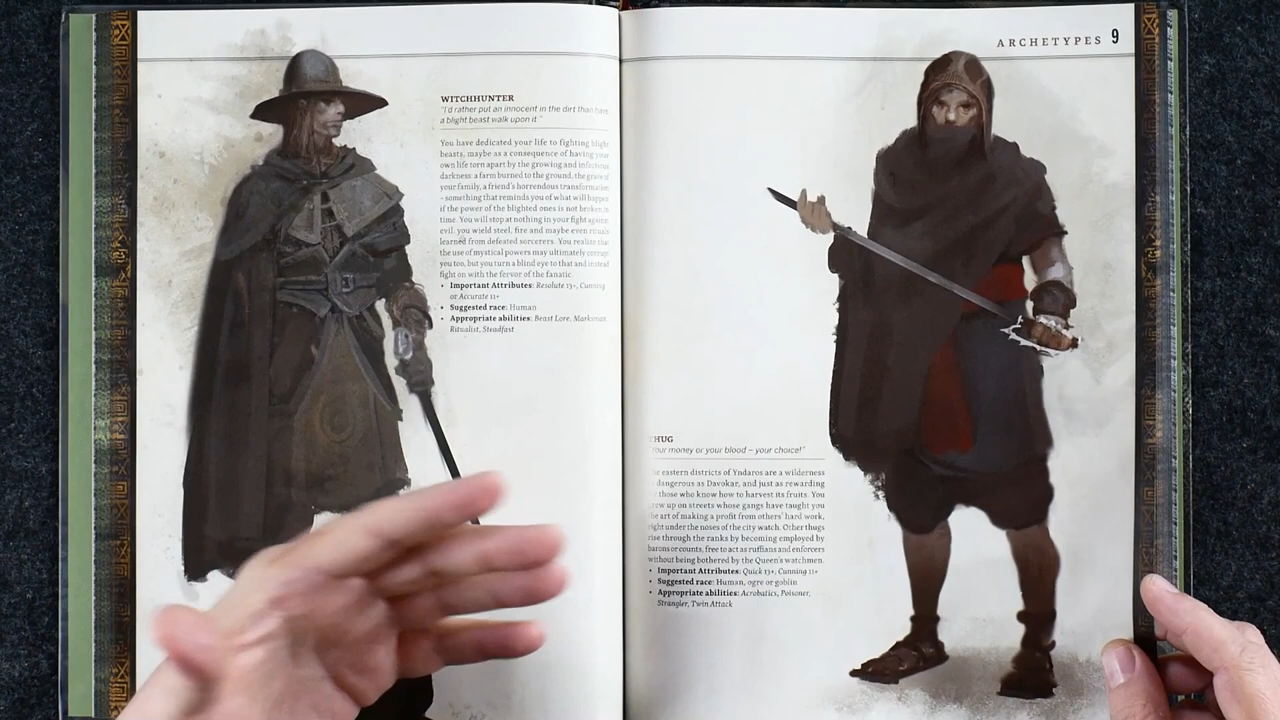 WITCHHUNTER
"I'd rather put an innocent in the dirt than have
a blight beast walk upon it"
You have dedicated your life to fighting blight
beasts, maybe as a consequence of having your
own life torn apart by the growing and infectious
darkness: a farm burned to the ground, the grave of
your family, a friend's horrendous transformation
- something that reminds you of what will happen
if the power of the blighted ones is not broken in
time. You will stop at nothing in your fight against
evil, you wield steel, fire and maybe even rituals
learned from defeated sorcerers. You realize that
the use of mystical powers may ultimately corrupt
you too, but you turn a blind eye to that and instead
fight on with the fervor of the fanatic.
• Important Attributes: Resolute 13+, Cunning
or Accurate 11+
• Suggested race: Human
• Appropriate abilities: Beast Lore, Marksman,
Ritualist, Steadfast
ARCHETYPES 9
THUG
"Your money or your blood – your choice!"
The eastern districts of Yndaros are a wilderness
dangerous as Davokar, and just as rewarding
those who know how to harvest its fruits. You
grew up on streets whose gangs have taught you
the art of making a profit from others' hard work,
right under the noses of the city watch. Other thugs
rise through the ranks by becoming employed by
barons or counts, free to act as ruffians and enforcers
without being bothered by the Queen's watchmen.
• Important Attributes: Quick 13+, Cunning 11+
• Suggested race: Human, ogre or goblin
• Appropriate abilities: Acrobatics, Poisoner,
Strangler, Twin Attack